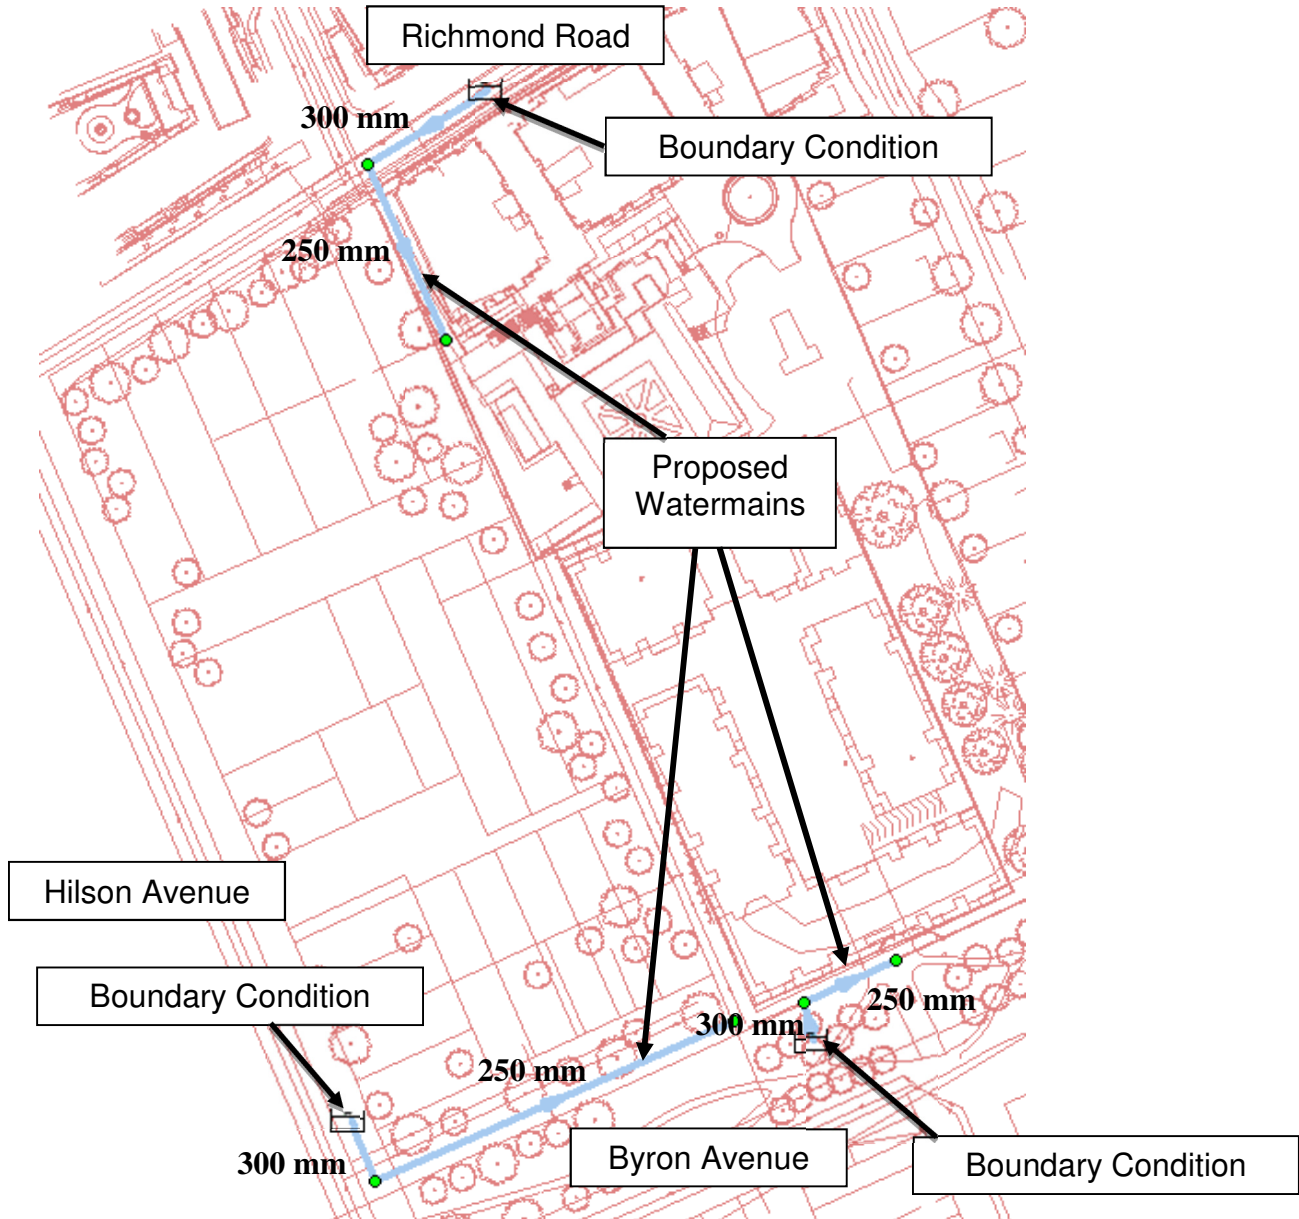 Richmond Road
300 mm
Boundary Condition
250 mm
Proposed
Watermains
Hilson Avenue
Boundary Condition
250 mm
300 mm
250 mm
Byron Avenue
Boundary Condition
300 mm